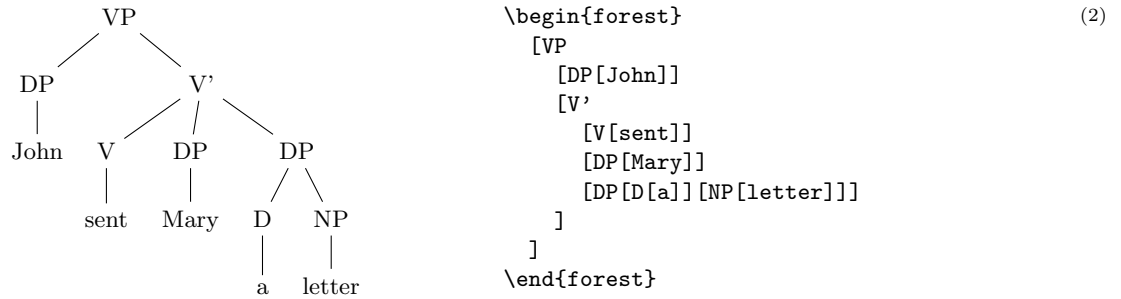 VP
DP V'
John V DP DP
sent Mary D NP
a letter
\begin{forest} (2)
[VP
[DP[John]]
[V'
[V[sent]]
[DP[Mary]]
[DP[D[a]][NP[letter]]]
]
]
\end{forest}